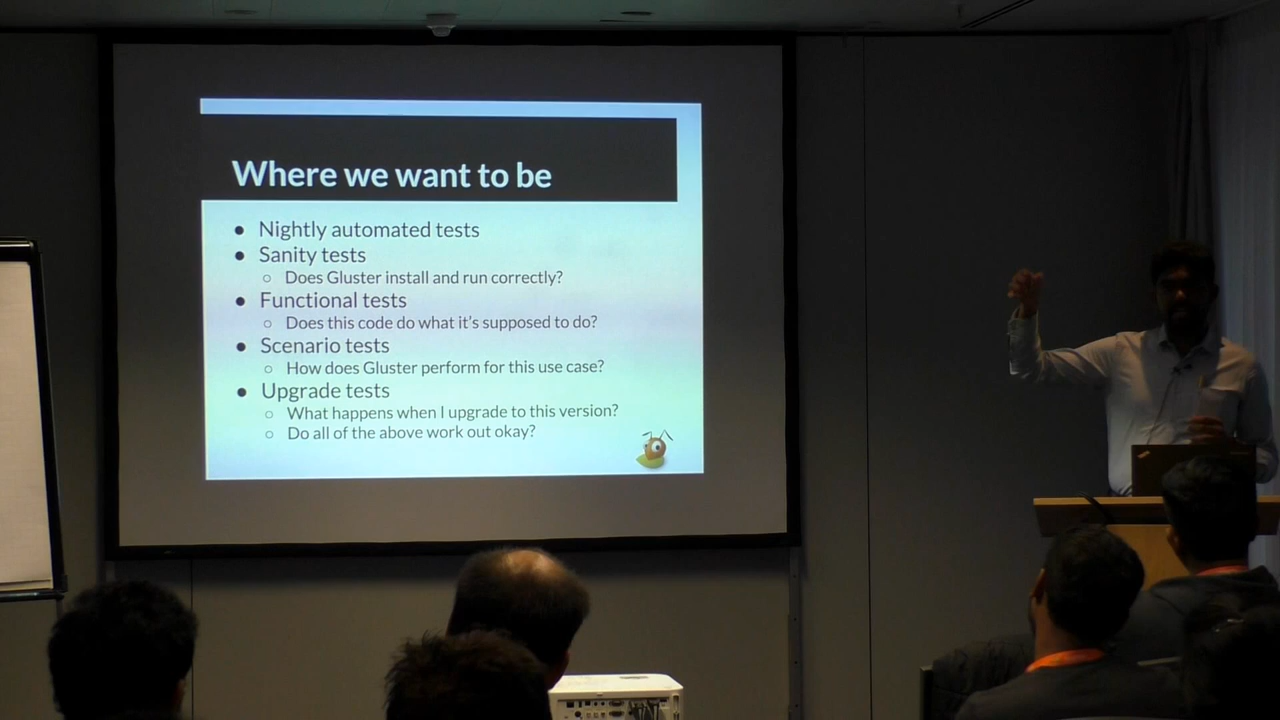 Where we want to be
● Nightly automated tests
● Sanity tests
○ Does Gluster install and run correctly?
● Functional tests
○ Does this code do what it's supposed to do?
● Scenario tests
○ How does Gluster perform for this use case?
● Upgrade tests
○ What happens when I upgrade to this version?
○ Do all of the above work out okay?